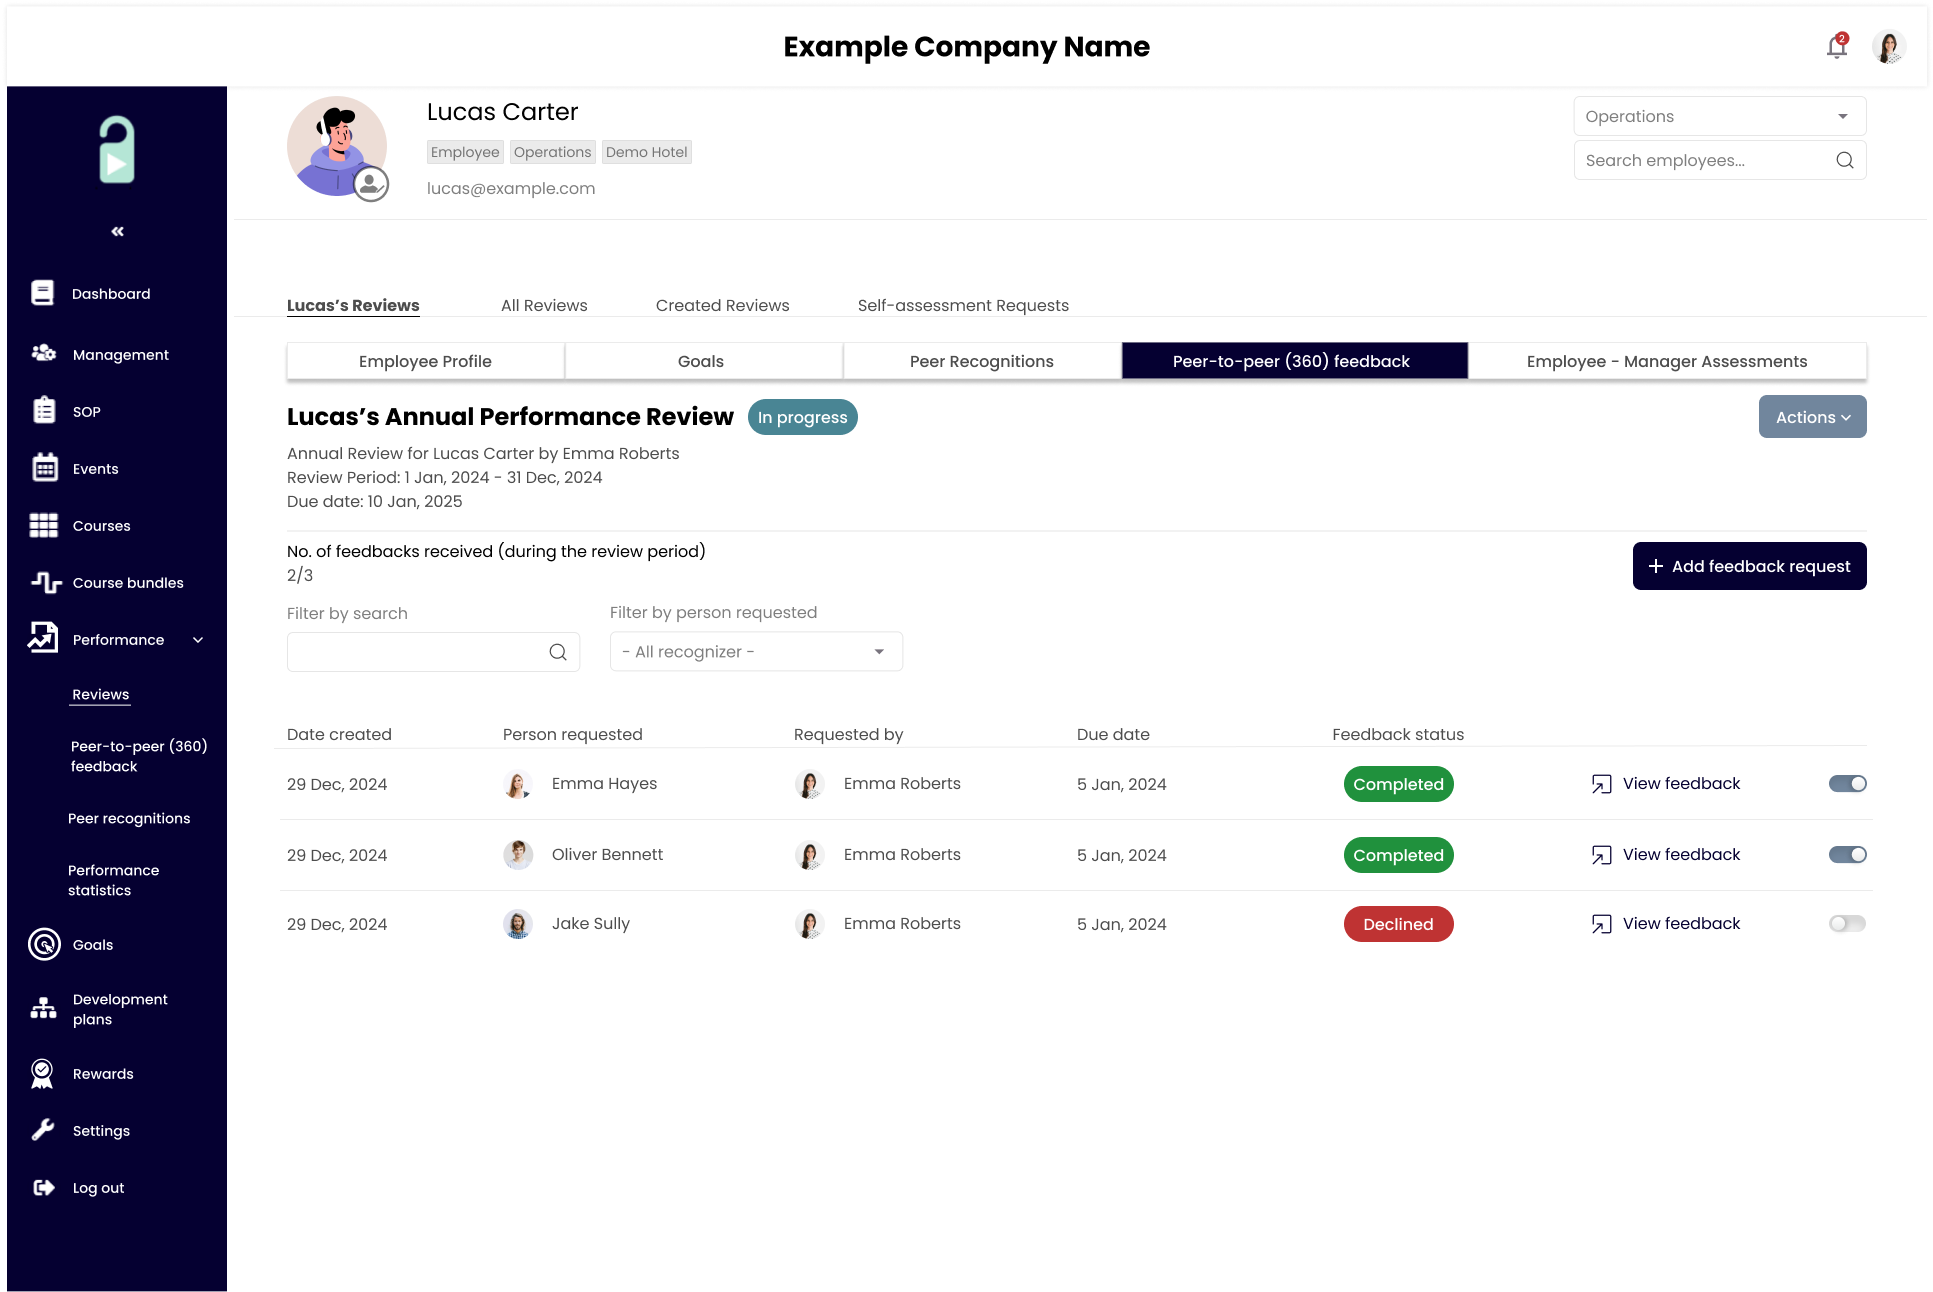 Example Company Name
2
Lucas Carter
Employee Operations Demo Hotel
lucas@example.com
Operations
Search employees...
Dashboard
Management
SOP
Events
Courses
Course bundles
Performance
Reviews
Peer-to-peer (360)
feedback
Peer recognitions
Performance
statistics
Goals
Development
plans
Rewards
Settings
Log out
Lucas’s Reviews All Reviews Created Reviews Self-assessment Requests
Employee Profile Goals Peer Recognitions Peer-to-peer (360) feedback Employee - Manager Assessments
Lucas’s Annual Performance Review In progress
Actions
Annual Review for Lucas Carter by Emma Roberts
Review Period: 1 Jan, 2024 - 31 Dec, 2024
Due date: 10 Jan, 2025
No. of feedbacks received (during the review period)
2/3
+ Add feedback request
Filter by search Filter by person requested
- All recognizer -
Date created Person requested Requested by Due date Feedback status
29 Dec, 2024 Emma Hayes Emma Roberts 5 Jan, 2024 Completed View feedback
29 Dec, 2024 Oliver Bennett Emma Roberts 5 Jan, 2024 Completed View feedback
29 Dec, 2024 Jake Sully Emma Roberts 5 Jan, 2024 Declined View feedback